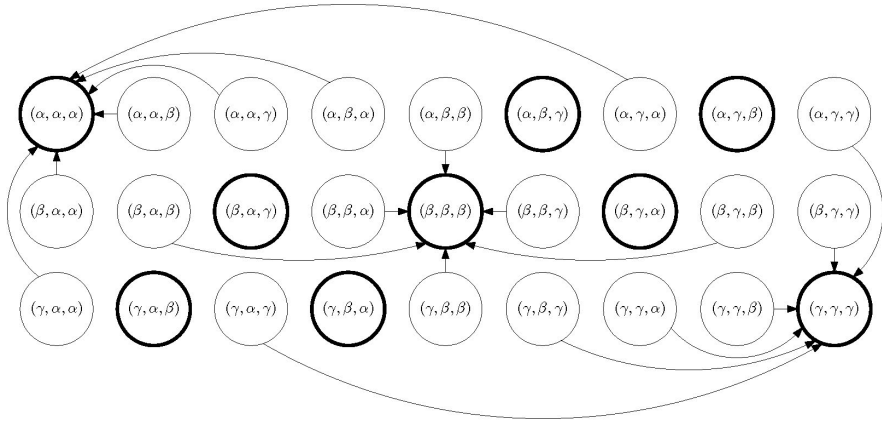 (α, α, α) (α, α, β) (α, α, γ) (α, β, α) (α, β, β) (α, β, γ) (α, γ, α) (α, γ, β) (α, γ, γ)
(β, α, α) (β, α, β) (β, α, γ) (β, β, α) (β, β, β) (β, β, γ) (β, γ, α) (β, γ, β) (β, γ, γ)
(γ, α, α) (γ, α, β) (γ, α, γ) (γ, β, α) (γ, β, β) (γ, β, γ) (γ, γ, α) (γ, γ, β) (γ, γ, γ)